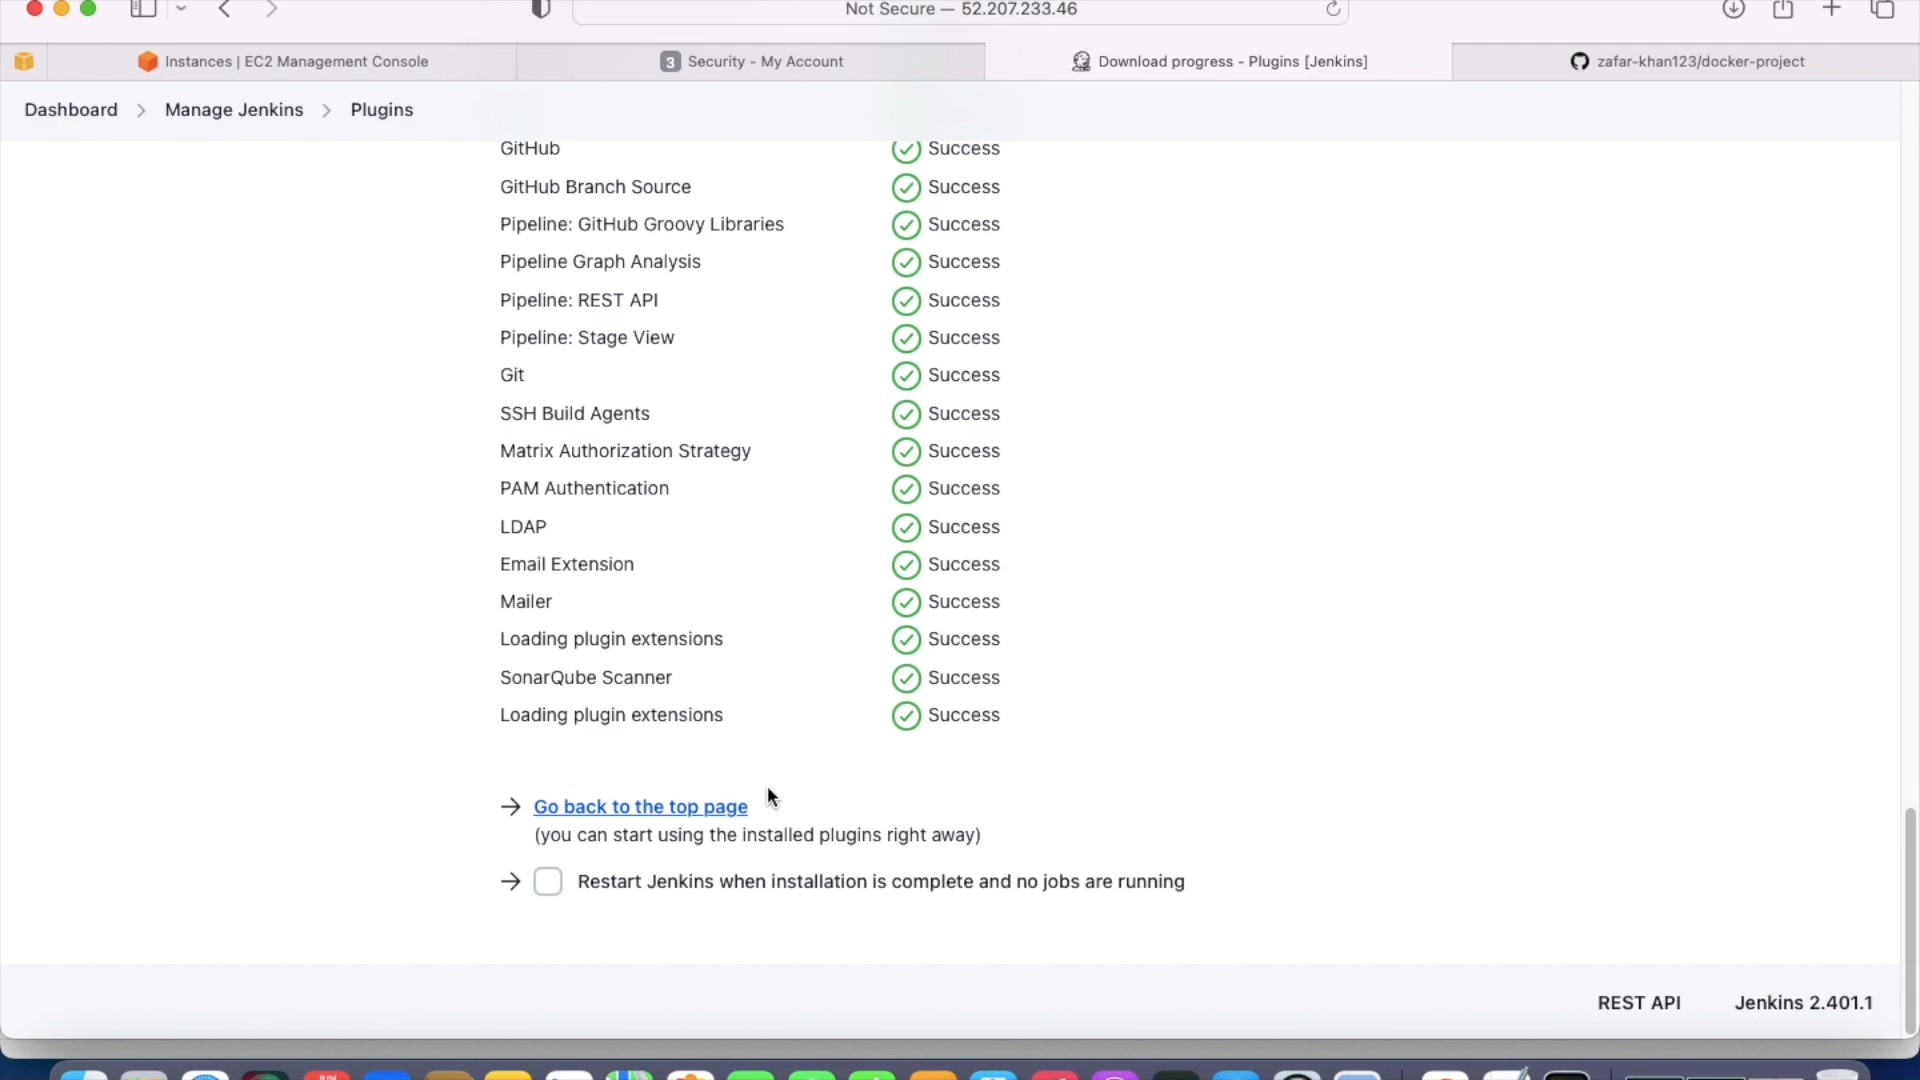 Not Secure — 52.207.233.46
Instances | EC2 Management Console
3 Security - My Account
Download progress - Plugins [Jenkins]
zafar-khan123/docker-project
Dashboard > Manage Jenkins > Plugins
GitHub Success
GitHub Branch Source Success
Pipeline: GitHub Groovy Libraries Success
Pipeline Graph Analysis Success
Pipeline: REST API Success
Pipeline: Stage View Success
Git Success
SSH Build Agents Success
Matrix Authorization Strategy Success
PAM Authentication Success
LDAP Success
Email Extension Success
Mailer Success
Loading plugin extensions Success
SonarQube Scanner Success
Loading plugin extensions Success
→ Go back to the top page
(you can start using the installed plugins right away)
→ Restart Jenkins when installation is complete and no jobs are running
REST API Jenkins 2.401.1
JUN